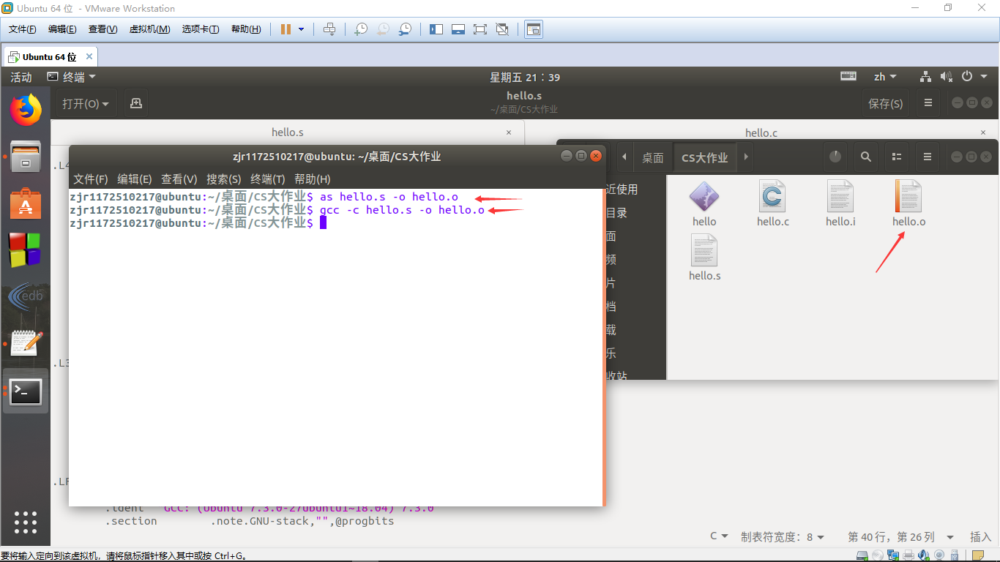 Ubuntu 64 位 - VMware Workstation
文件(F) 编辑(E) 查看(V) 虚拟机(M) 选项卡(T) 帮助(H)
Ubuntu 64 位 ×
活动 终端 星期五 21：39 zh
打开(O) hello.s 保存(S)
~/桌面/CS大作业
hello.s × hello.c ×
zjr1172510217@ubuntu: ~/桌面/CS大作业
桌面 CS大作业
文件(F) 编辑(E) 查看(V) 搜索(S) 终端(T) 帮助(H)
zjr1172510217@ubuntu:~/桌面/CS大作业$ as hello.s -o hello.o
zjr1172510217@ubuntu:~/桌面/CS大作业$ gcc -c hello.s -o hello.o
zjr1172510217@ubuntu:~/桌面/CS大作业$
近使用
目录
面
频
片
档
载
乐
收站
hello hello.c hello.i hello.o
hello.s
edb
.L4
.L3
.ident "GCC: (Ubuntu 7.3.0-27ubuntu1~18.04) 7.3.0"
.section .note.GNU-stack,"",@progbits
C 制表符宽度：8 第 40 行，第 26 列 插入
要将输入定向到该虚拟机，请将鼠标指针移入其中或按 Ctrl+G。